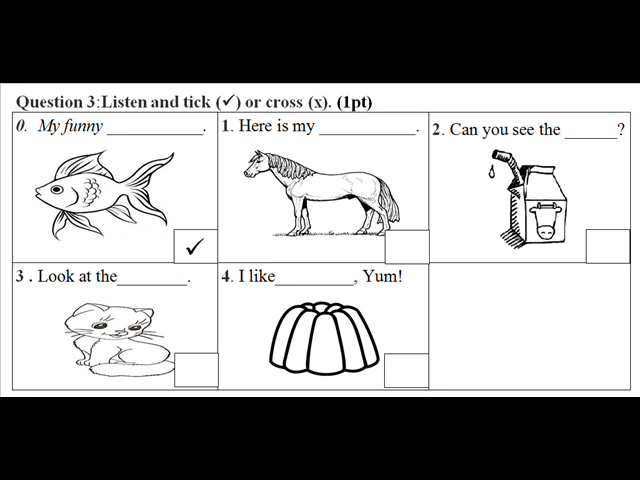 Question 3:Listen and tick (✓) or cross (x). (1pt)
0. My funny ___________.
1. Here is my ___________.
2. Can you see the ______?
✓
3 . Look at the________.
4. I like_________, Yum!